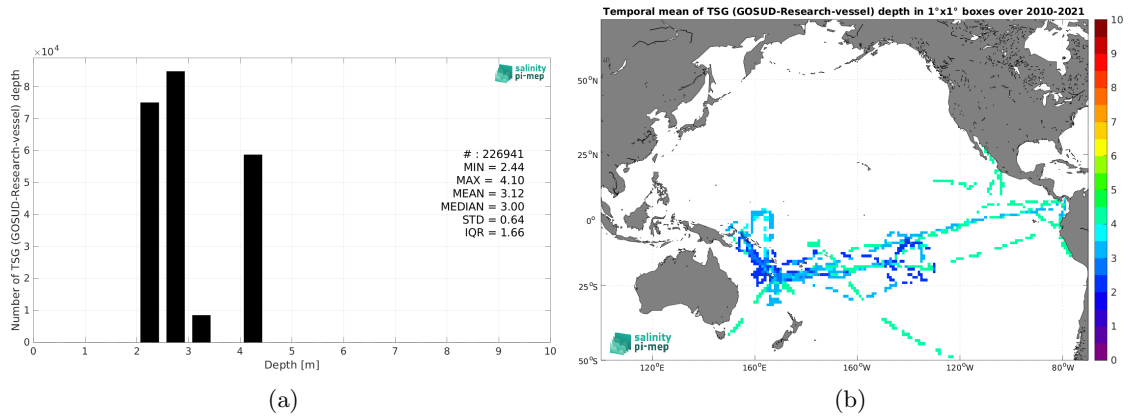 ×10⁴
9
8
7
6
5
4
3
2
1
0
Number of TSG (GOSUD-Research-vessel) depth
0 1 2 3 4 5 6 7 8 9 10
Depth [m]
salinity
pi-mep
# : 226941
MIN = 2.44
MAX = 4.10
MEAN = 3.12
MEDIAN = 3.00
STD = 0.64
IQR = 1.66
(a)
Temporal mean of TSG (GOSUD-Research-vessel) depth in 1°x1° boxes over 2010-2021
50°N
25°N
0°
25°S
50°S
120°E 160°E 160°W 120°W 80°W
salinity
pi-mep
10
9
8
7
6
5
4
3
2
1
0
(b)